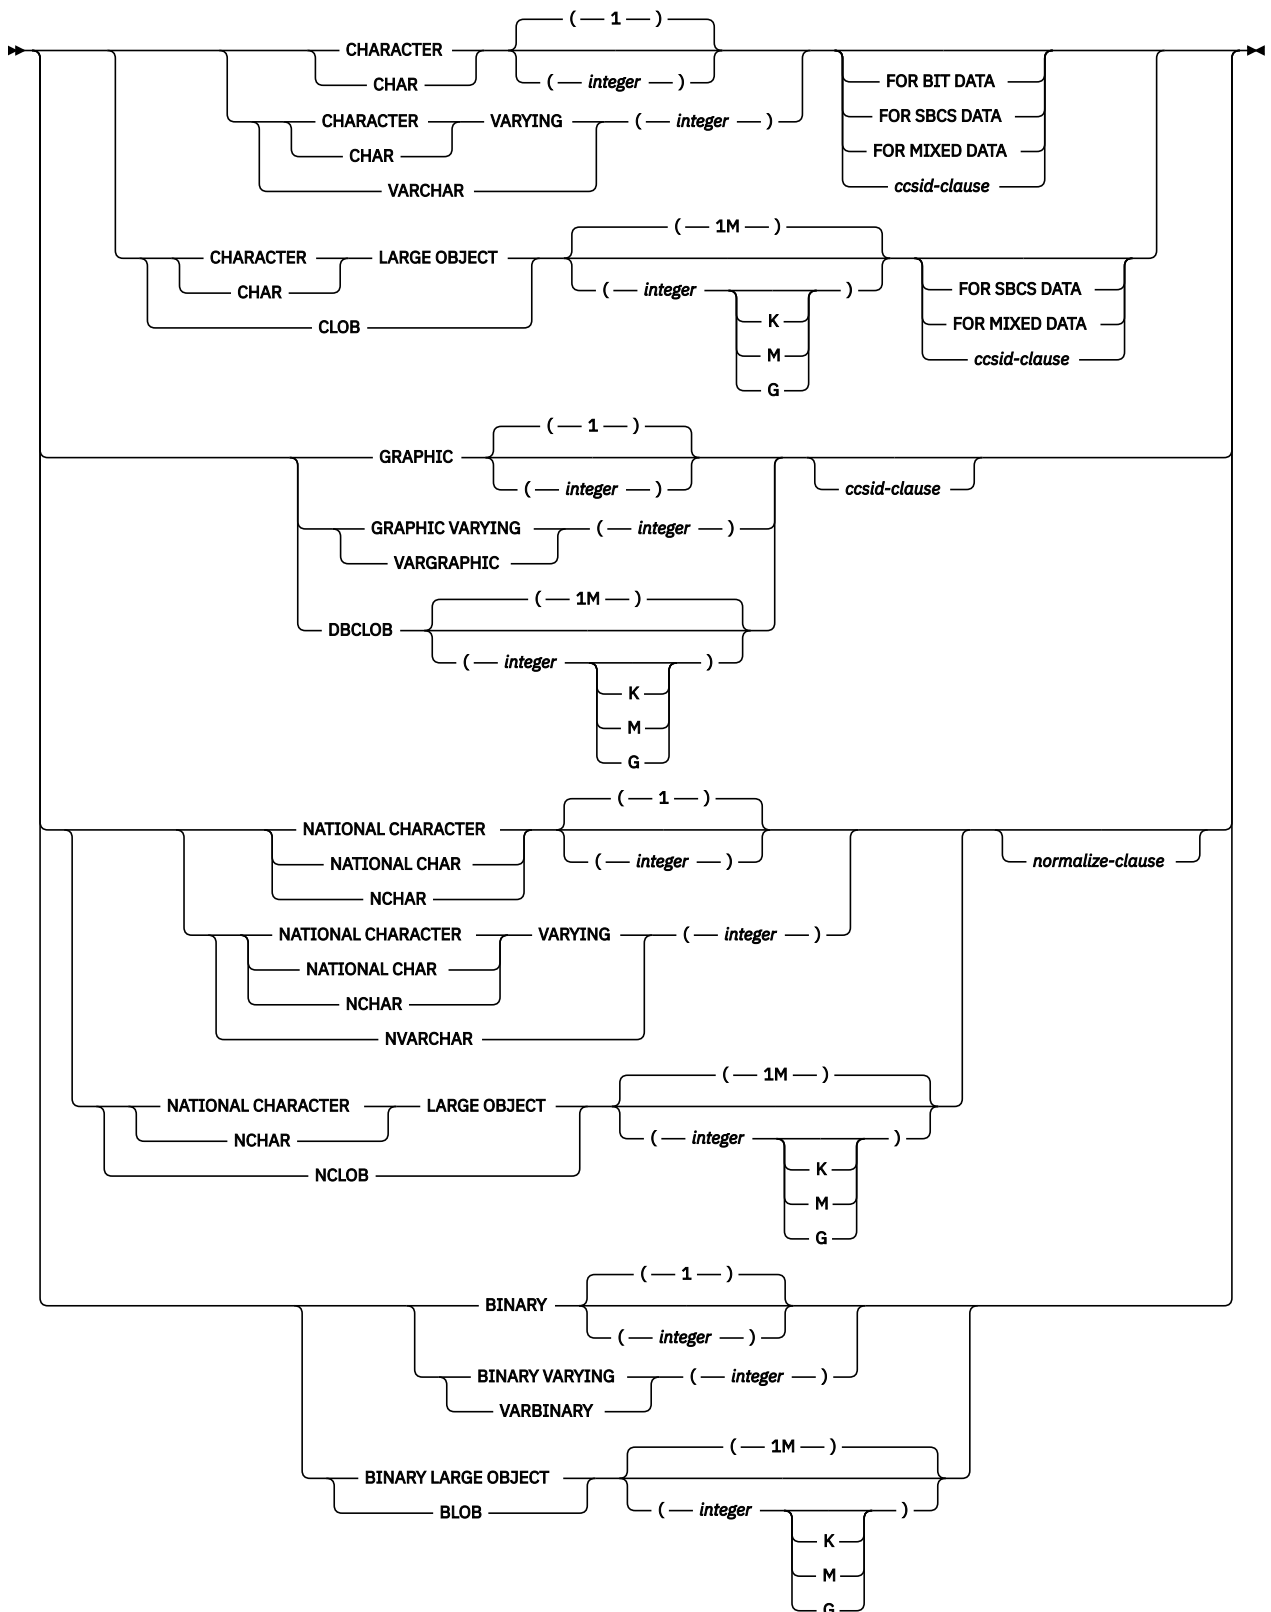 ( 1 )
CHARACTER
CHAR ( integer ) FOR BIT DATA
CHARACTER VARYING ( integer ) FOR SBCS DATA
CHAR FOR MIXED DATA
VARCHAR ccsid-clause
( 1M )
CHARACTER LARGE OBJECT
CHAR ( integer ) FOR SBCS DATA
CLOB K FOR MIXED DATA
M ccsid-clause
G
( 1 )
GRAPHIC
( integer ) ccsid-clause
GRAPHIC VARYING ( integer )
VARGRAPHIC
( 1M )
DBCLOB
( integer )
K
M
G
( 1 )
NATIONAL CHARACTER
NATIONAL CHAR ( integer ) normalize-clause
NCHAR
NATIONAL CHARACTER VARYING ( integer )
NATIONAL CHAR
NCHAR
NVARCHAR
( 1M )
NATIONAL CHARACTER LARGE OBJECT
NCHAR ( integer )
NCLOB K
M
G
( 1 )
BINARY
( integer )
BINARY VARYING ( integer )
VARBINARY
( 1M )
BINARY LARGE OBJECT
BLOB ( integer )
K
M
G